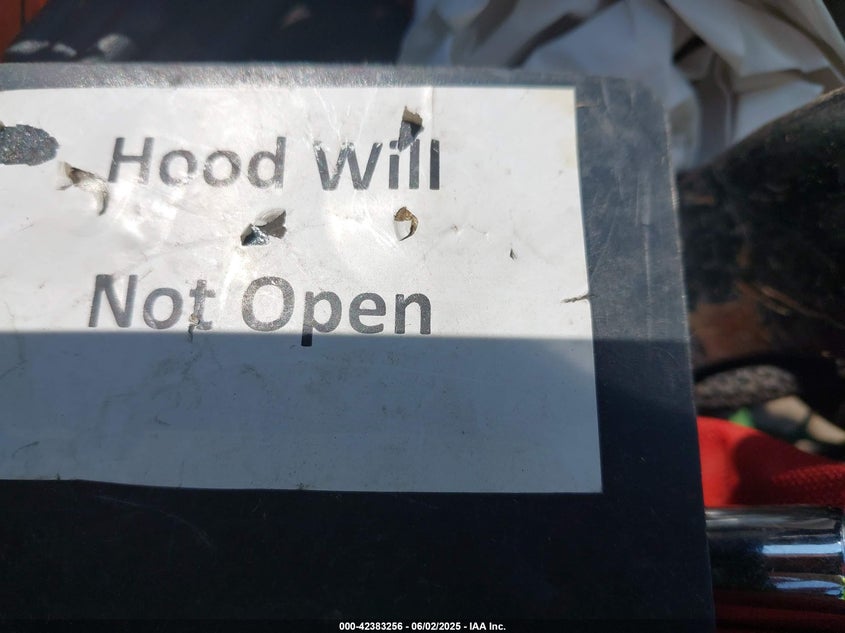 Hood Will
Not Open
000-42383256 - 06/02/2025 - IAA Inc.